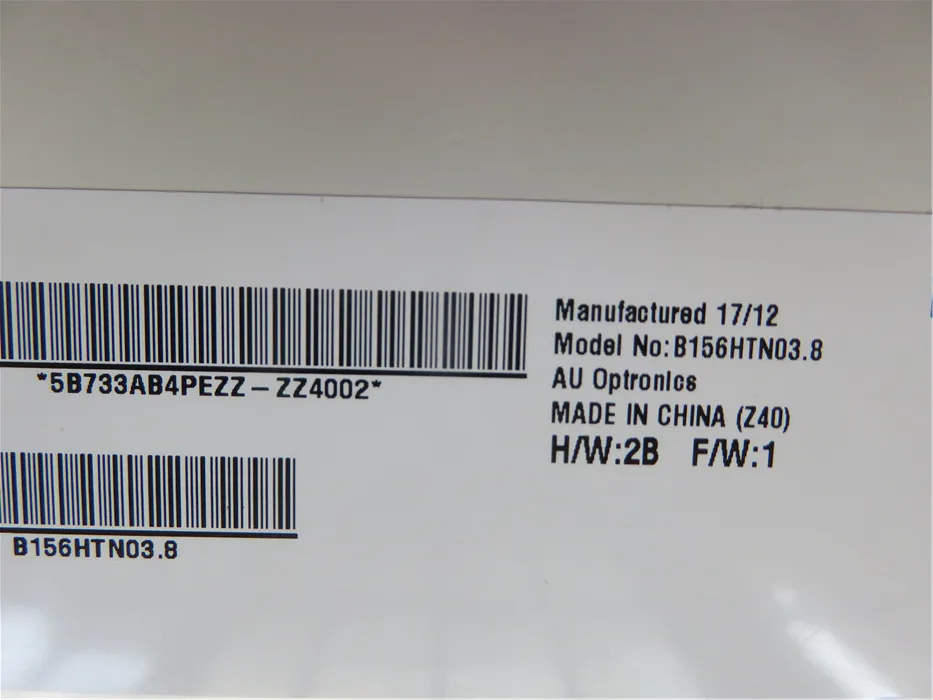 *5B733AB4PEZZ-ZZ4002*
B156HTN03.8
Manufactured 17/12
Model No:B156HTN03.8
AU Optronics
MADE IN CHINA (Z40)
H/W:2B F/W:1